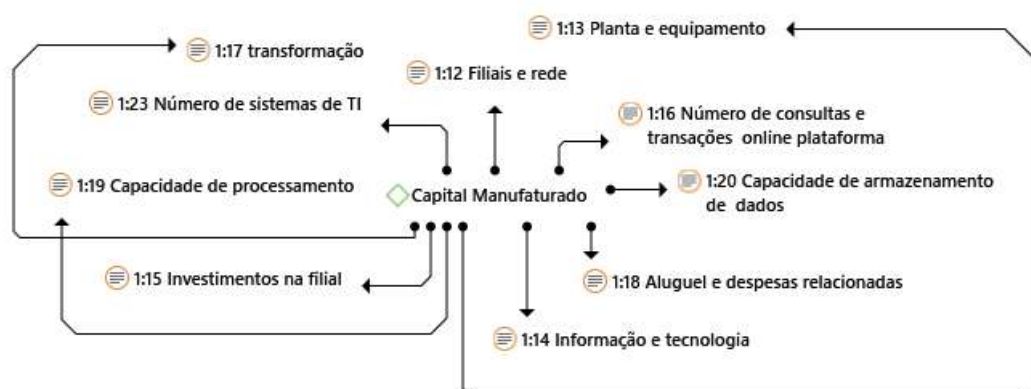 1:13 Planta e equipamento
1:17 transformação
1:12 Filiais e rede
1:23 Número de sistemas de TI
1:16 Número de consultas e
transações online plataforma
1:19 Capacidade de processamento
Capital Manufaturado
1:20 Capacidade de armazenamento
de dados
1:15 Investimentos na filial
1:18 Aluguel e despesas relacionadas
1:14 Informação e tecnologia